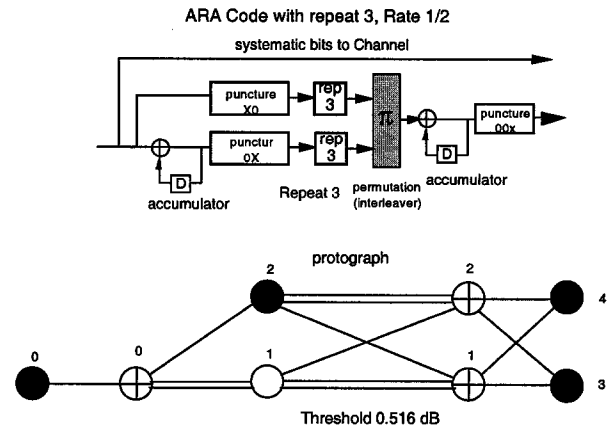 ARA Code with repeat 3, Rate 1/2
systematic bits to Channel
puncture
X0
rep
3
π
puncture
00x
punctur
0X
rep
3
D
D
accumulator
Repeat 3
permutation
(interleaver)
accumulator
protograph
2
2
4
0
0
1
1
3
Threshold 0.516 dB